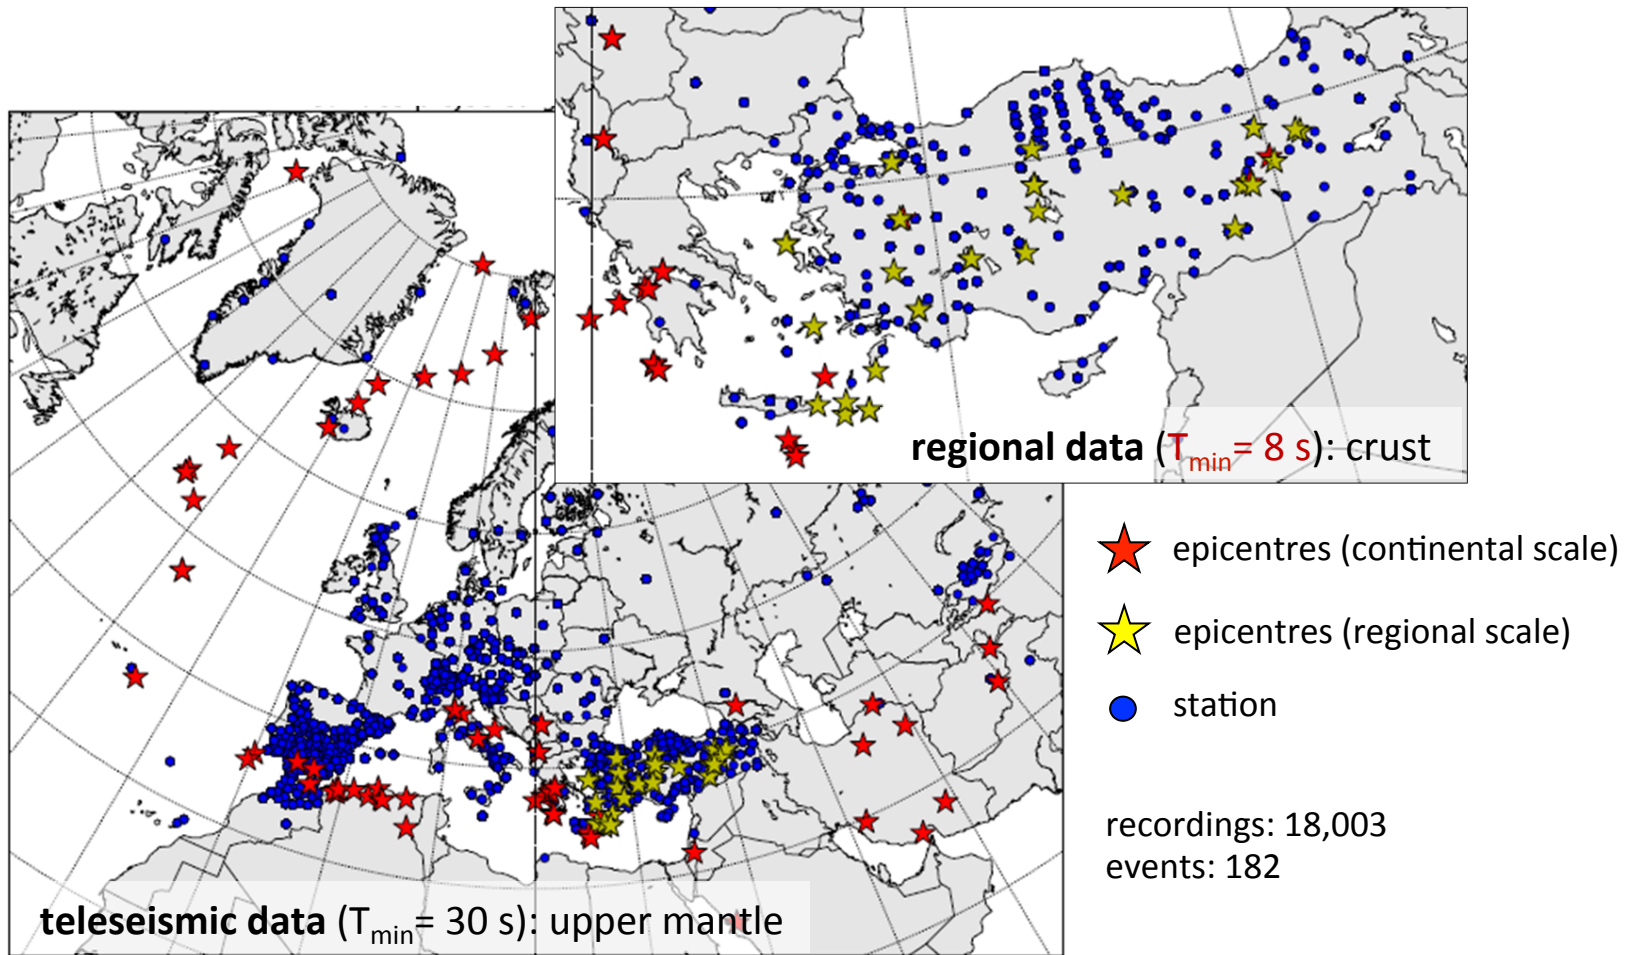 regional data (Tmin= 8 s): crust
epicentres (continental scale)
epicentres (regional scale)
station
recordings: 18,003
events: 182
teleseismic data (Tmin= 30 s): upper mantle